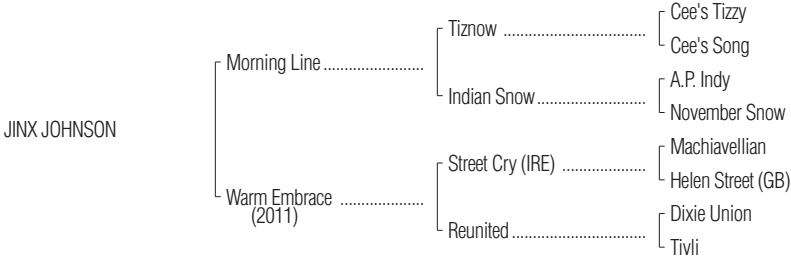 Cee's Tizzy
Tiznow ..................................
Cee's Song
Morning Line ........................
A.P. Indy
Indian Snow ..........................
November Snow
JINX JOHNSON
Machiavellian
Street Cry (IRE) ....................
Helen Street (GB)
Warm Embrace ....................
(2011)
Dixie Union
Reunited ................................
Tivli